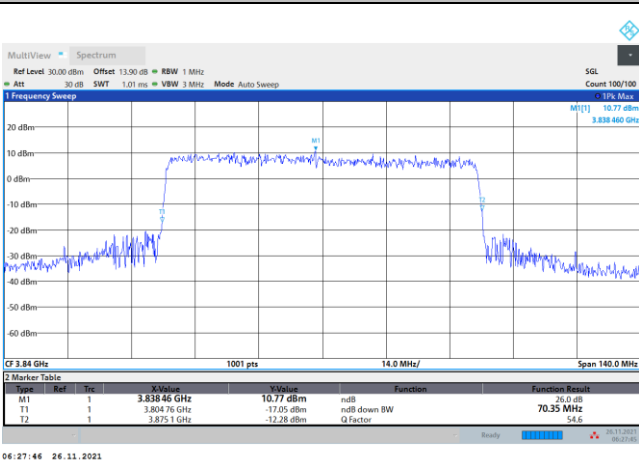 MultiView Spectrum
Ref Level 30.00 dBm Offset 13.90 dB RBW 1 MHz SGL
Att 30 dB SWT 1.01 ms VBW 3 MHz Mode Auto Sweep Count 100/100
1 Frequency Sweep 1Pk Max
M1[1] 10.77 dBm
3.838 460 GHz
20 dBm
M1
10 dBm
0 dBm
-10 dBm
T1
T2
-20 dBm
-30 dBm
-40 dBm
-50 dBm
-60 dBm
CF 3.84 GHz 1001 pts 14.0 MHz/ Span 140.0 MHz
2 Marker Table
Type Ref Trc X-Value Y-Value Function Function Result
M1 1 3.838 46 GHz 10.77 dBm ndB 26.0 dB
T1 1 3.804 76 GHz -17.05 dBm ndB down BW 70.35 MHz
T2 1 3.875 1 GHz -12.28 dBm Q Factor 54.6
Ready 26.11.2021
06:27:45
06:27:46 26.11.2021